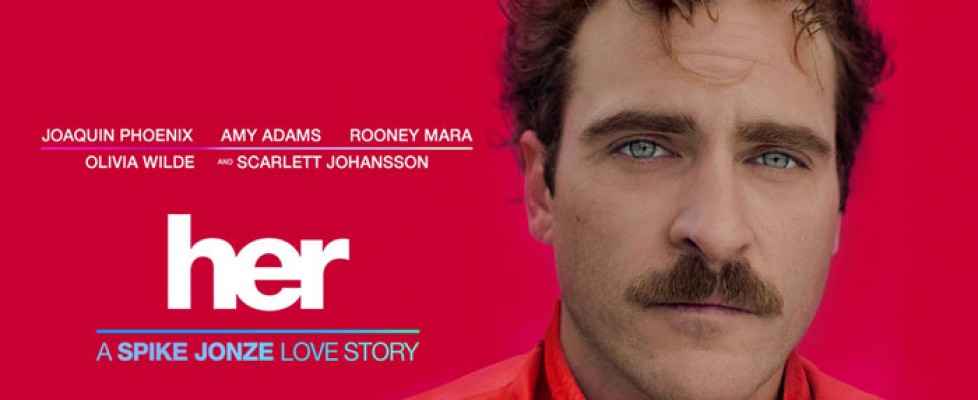 JOAQUIN PHOENIX AMY ADAMS ROONEY MARA
OLIVIA WILDE AND SCARLETT JOHANSSON
her
A SPIKE JONZE LOVE STORY